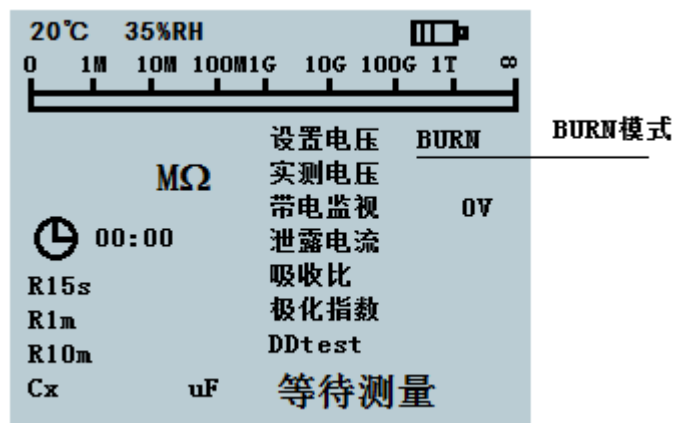 20℃ 35%RH
0 1M 10M 100M1G 10G 100G 1T ∞
设置电压 BURN
BURN模式
MΩ
实测电压
带电监视 0V
00:00
泄露电流
吸收比
R15s
极化指数
R1m
DDtest
R10m
Cx uF
等待测量